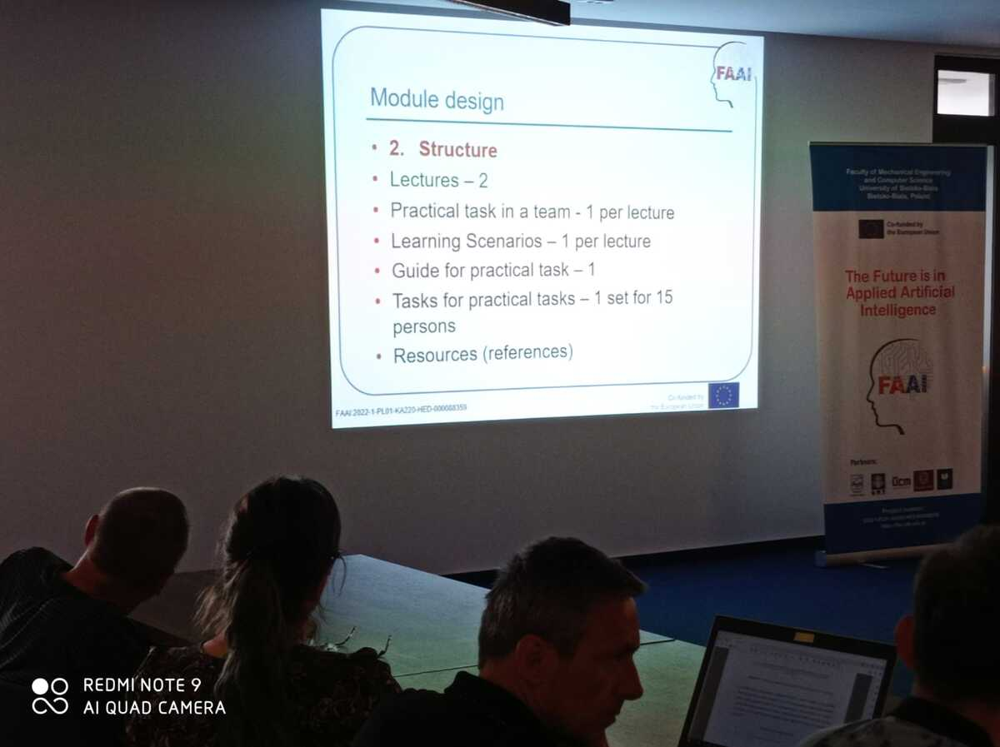 FAAI
Module design
2. Structure
Lectures – 2
Practical task in a team - 1 per lecture
Learning Scenarios – 1 per lecture
Guide for practical task – 1
Tasks for practical tasks – 1 set for 15
persons
Resources (references)
FAAI 2022-1-PL01-KA220-HED-000088359
Co-funded by
the European Union
Faculty of Mechanical Engineering
and Computer Science
University of Bielsko-Biala
Bielsko-Biala, Poland
Co-funded by
the European Union
The Future is in
Applied Artificial
Intelligence
FAAI
Partners:
ücm
Project number:
REDMI NOTE 9
AI QUAD CAMERA